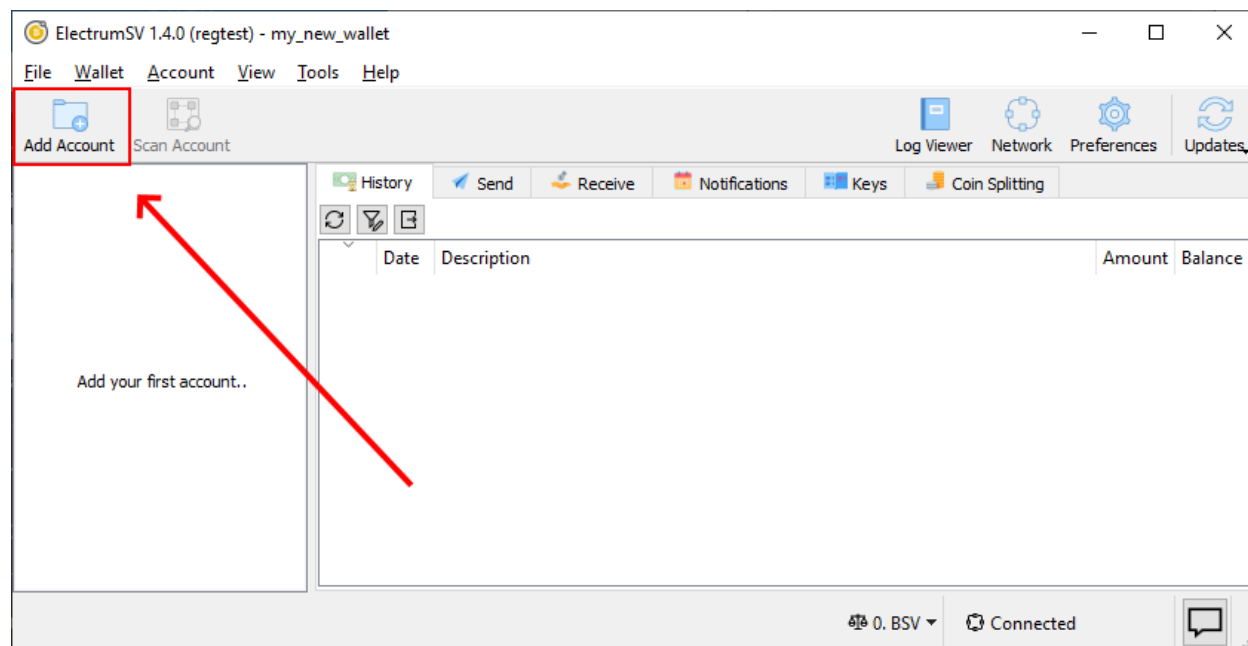 ElectrumSV 1.4.0 (regtest) - my_new_wallet
File Wallet Account View Tools Help
Add Account Scan Account Log Viewer Network Preferences Updates
History Send Receive Notifications Keys Coin Splitting
Date Description Amount Balance
Add your first account..
0. BSV Connected